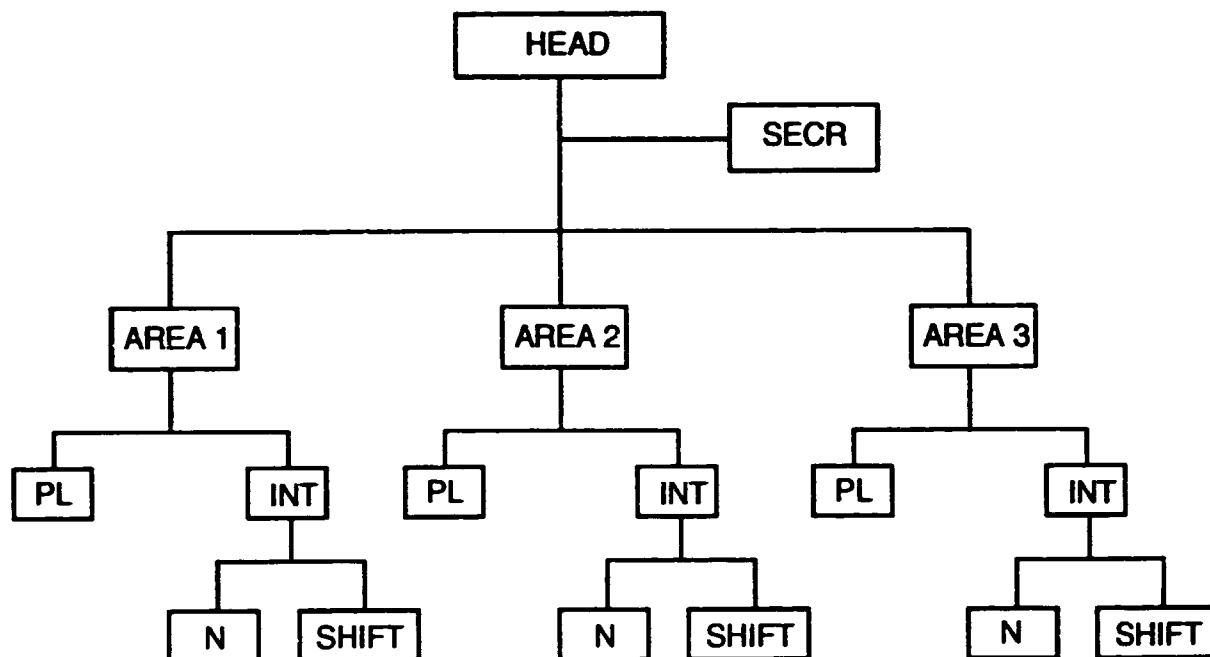 HEAD
SECR
AREA 1
AREA 2
AREA 3
PL
INT
PL
INT
PL
INT
N
SHIFT
N
SHIFT
N
SHIFT